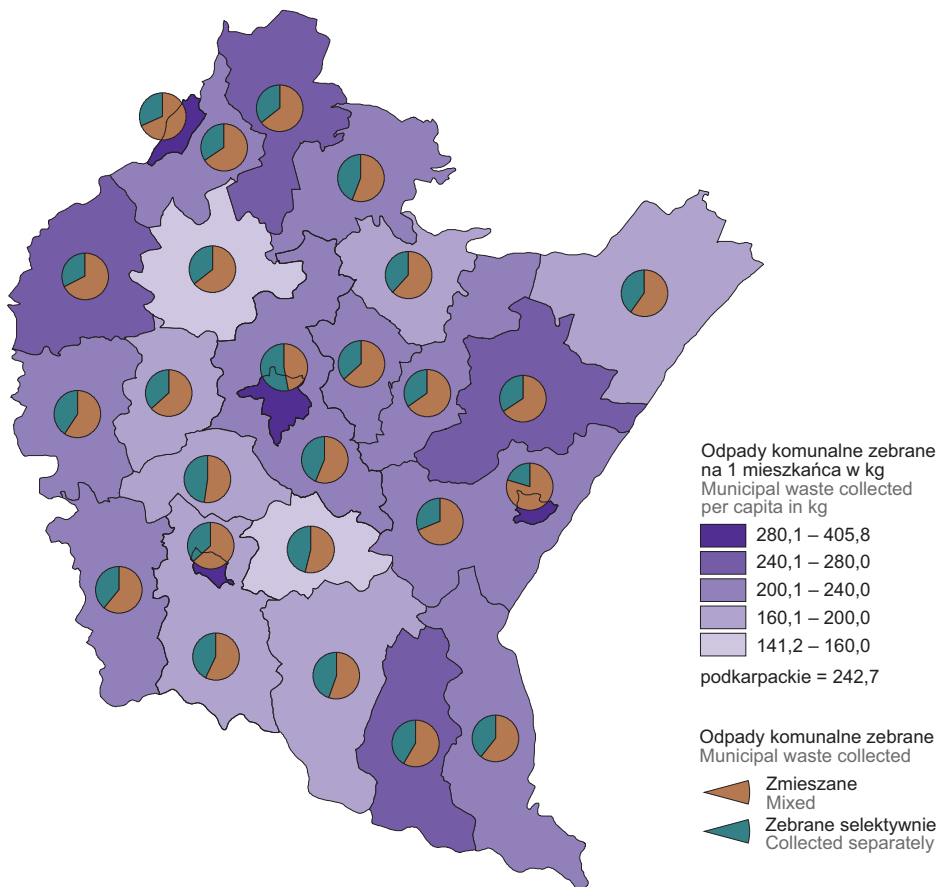 Odpady komunalne zebrane
na 1 mieszkańca w kg
Municipal waste collected
per capita in kg
280,1 – 405,8
240,1 – 280,0
200,1 – 240,0
160,1 – 200,0
141,2 – 160,0
podkarpackie = 242,7
Odpady komunalne zebrane
Municipal waste collected
Zmieszane
Mixed
Zebrane selektywnie
Collected separately